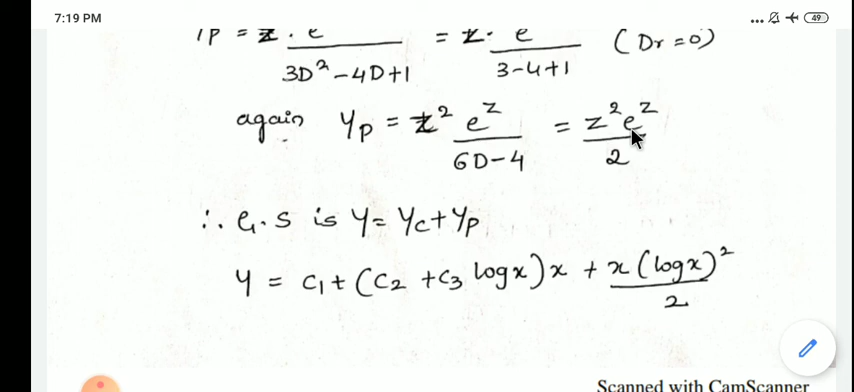 7:19 PM ... 49
yp = z · e / 3D² - 4D + 1 = z · e / 3 - 4 + 1 (Dr = 0)
again yp = z² e^z / 6D - 4 = z² e^z / 2
∴ G.S is y = yc + yp
y = c₁ + (c₂ + c₃ log x) x + x (log x)² / 2
Scanned with CamScanner